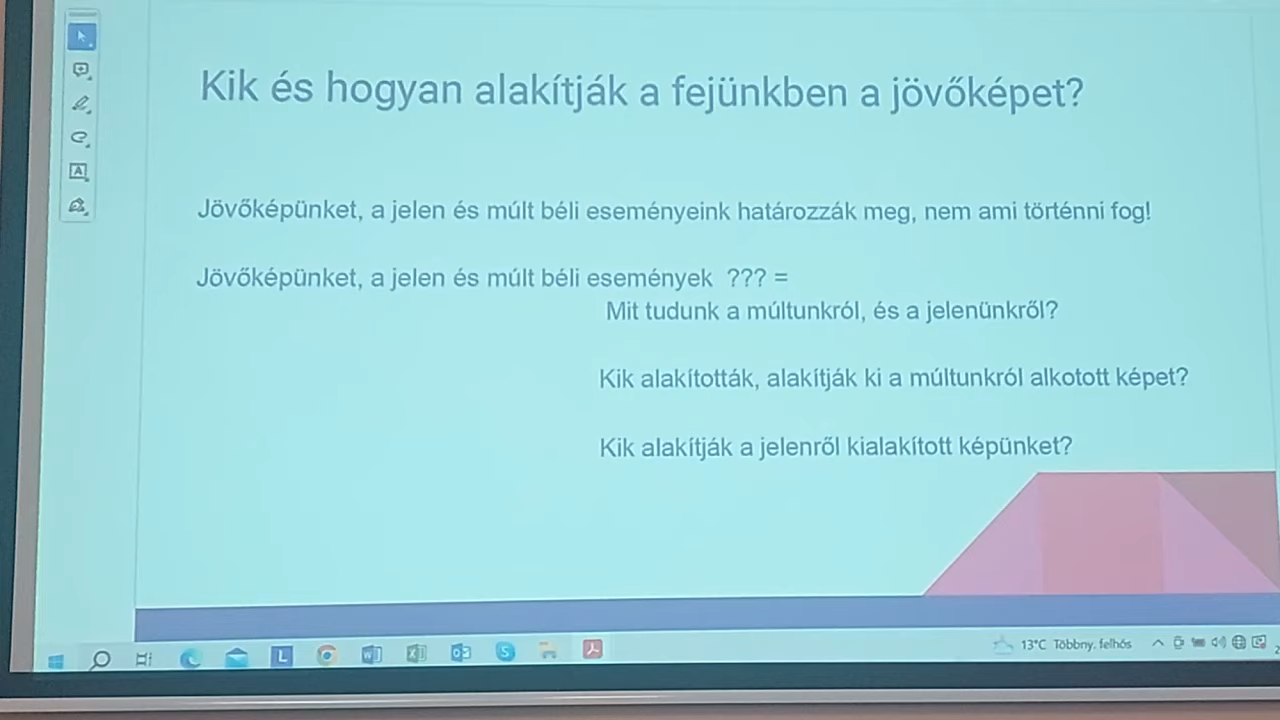 Kik és hogyan alakítják a fejünkben a jövőképet?
Jövőképünket, a jelen és múlt béli eseményeink határozzák meg, nem ami történni fog!
Jövőképünket, a jelen és múlt béli események ??? =
Mit tudunk a múltunkról, és a jelenünkről?
Kik alakították, alakítják ki a múltunkról alkotott képet?
Kik alakítják a jelenről kialakított képünket?
13°C Többny. felhős